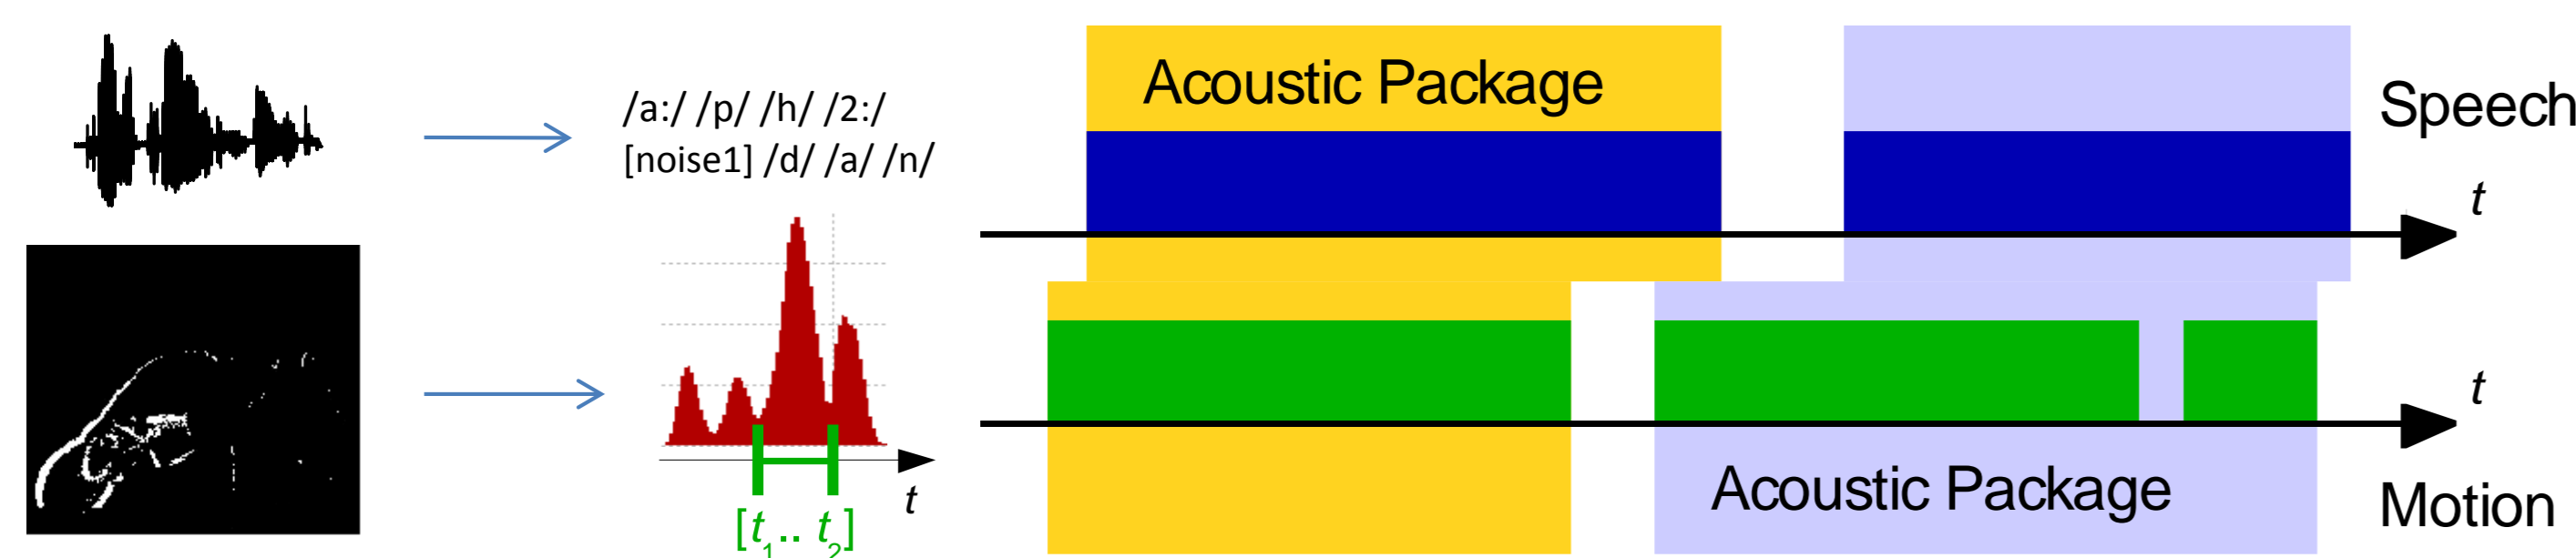 /a:/ /p/ /h/ /2:/
[noise1] /d/ /a/ /n/
t
[t1.. t2]
Acoustic Package
Speech
t
t
Acoustic Package
Motion